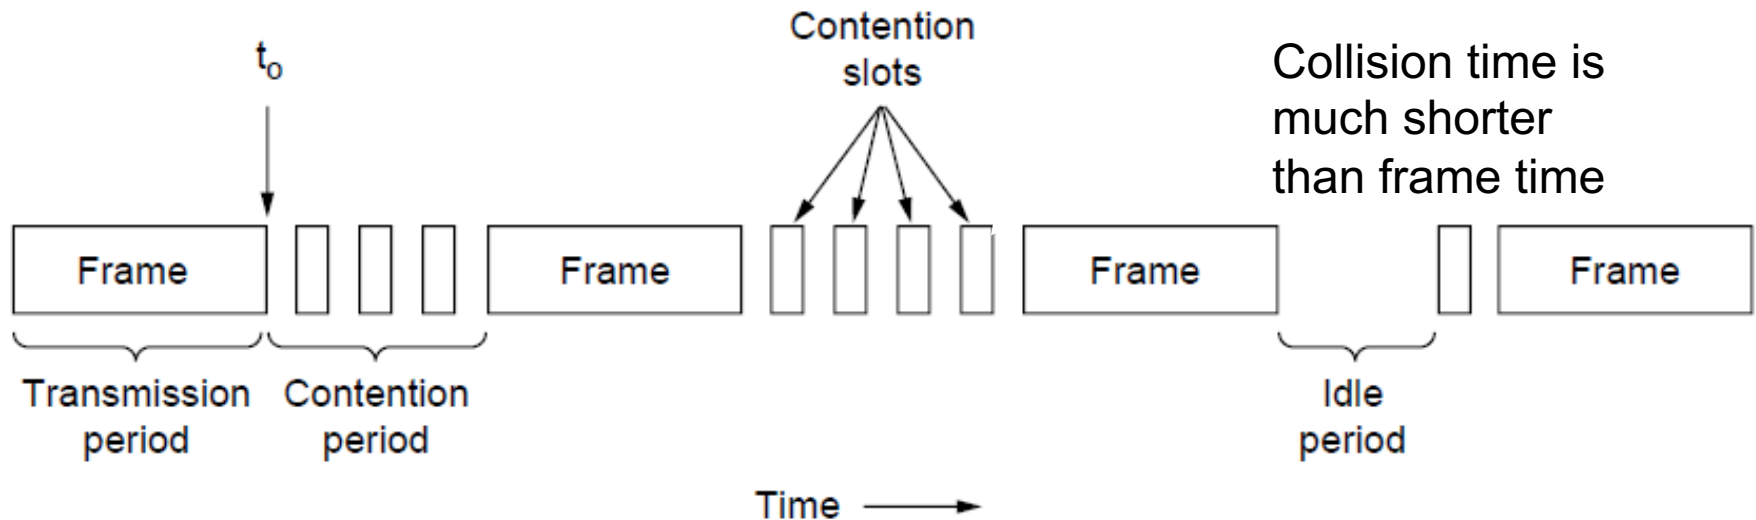 t₀
Contention
slots
Collision time is
much shorter
than frame time
Frame
Frame
Frame
Frame
Transmission
period
Contention
period
Idle
period
Time